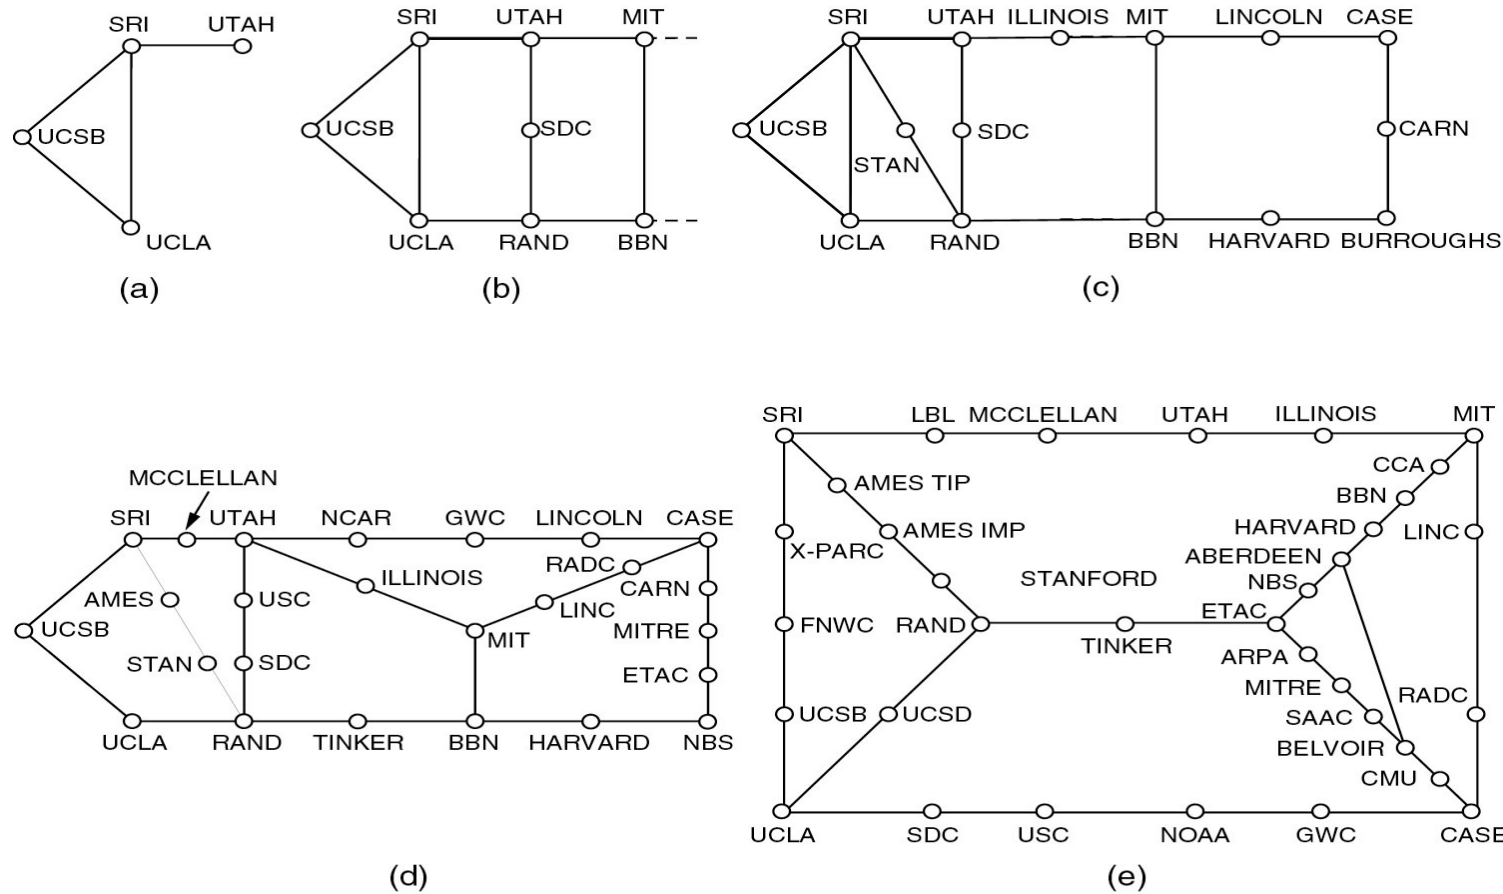 SRI UTAH
UCSB
UCLA
(a)
SRI UTAH MIT
UCSB SDC
UCLA RAND BBN
(b)
SRI UTAH ILLINOIS MIT LINCOLN CASE
UCSB SDC CARN
STAN
UCLA RAND BBN HARVARD BURROUGHS
(c)
MCCLELLAN
SRI UTAH NCAR GWC LINCOLN CASE
RADC
ILLINOIS CARN
AMES USC LINC
UCSB MIT MITRE
STAN SDC ETAC
UCLA RAND TINKER BBN HARVARD NBS
(d)
SRI LBL MCCLELLAN UTAH ILLINOIS MIT
CCA
AMES TIP
BBN
AMES IMP HARVARD LINC
X-PARC ABERDEEN
STANFORD NBS
ETAC
FNWC RAND
TINKER
ARPA
MITRE RADC
UCSB UCSD SAAC
BELVOIR
CMU
UCLA SDC USC NOAA GWC CASE
(e)